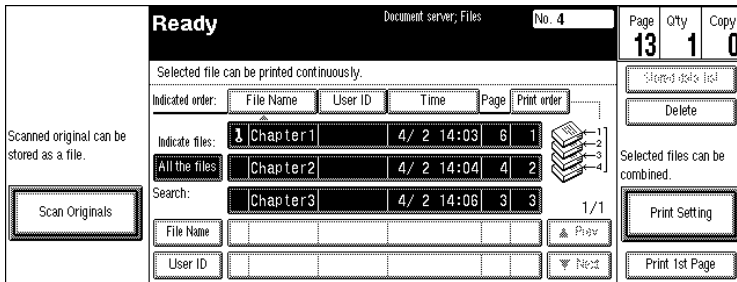 Ready
Document server; Files
No. 4
Page
Q'ty
Copy
13
1
0
Selected file can be printed continuously.
Stored data list
Indicated order:
File Name
User ID
Time
Page
Print order
Delete
Scanned original can be
stored as a file.
Indicate files:
Chapter1
4/ 2 14:03
6
1
1
2
3
4
All the files
Chapter2
4/ 2 14:04
4
2
Selected files can be
combined.
Search:
Chapter3
4/ 2 14:06
3
3
1/1
Scan Originals
Print Setting
File Name
▲ Prev
User ID
▼ Next
Print 1st Page